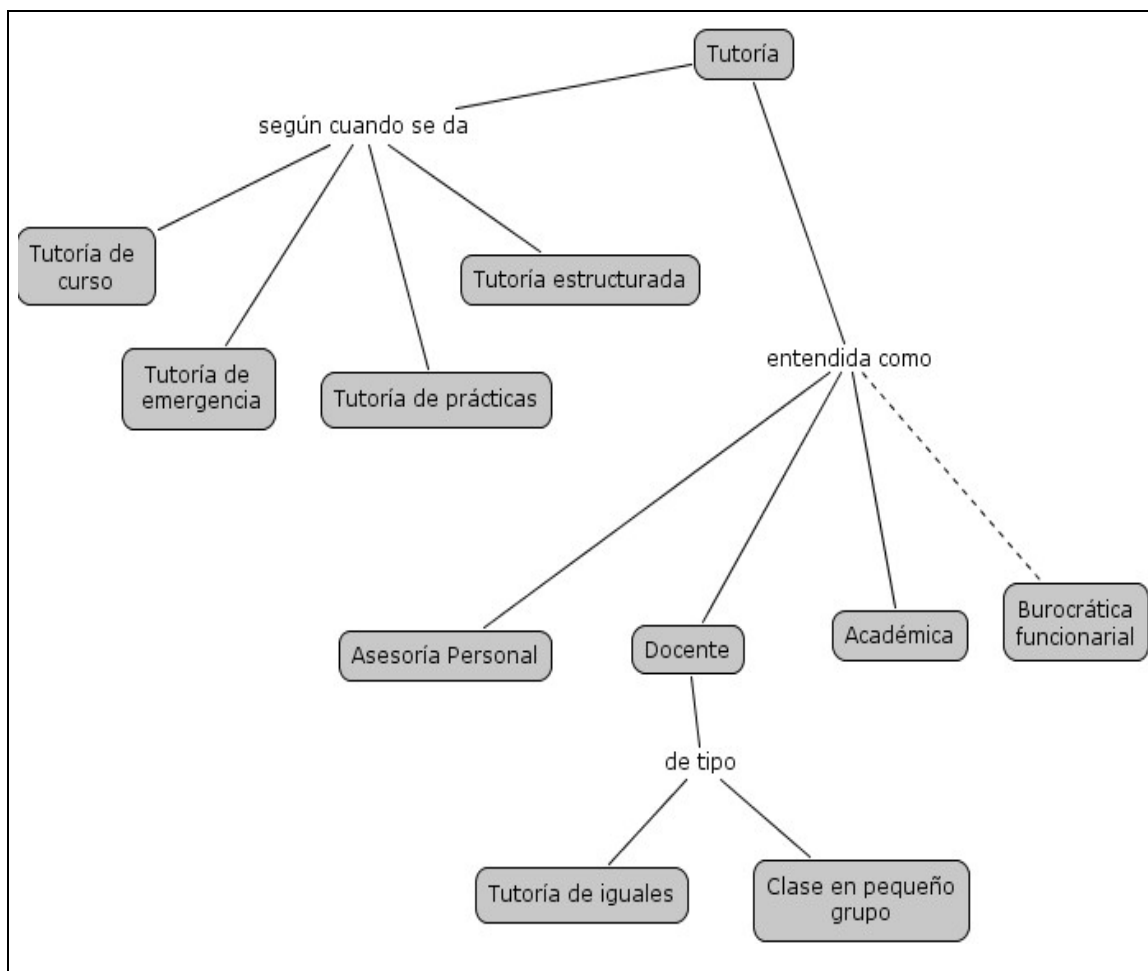 Tutoría
según cuando se da
Tutoría de
curso
Tutoría estructurada
Tutoría de
emergencia
Tutoría de prácticas
entendida como
Asesoría Personal
Docente
Académica
Burocrática
funcionarial
de tipo
Tutoría de iguales
Clase en pequeño
grupo